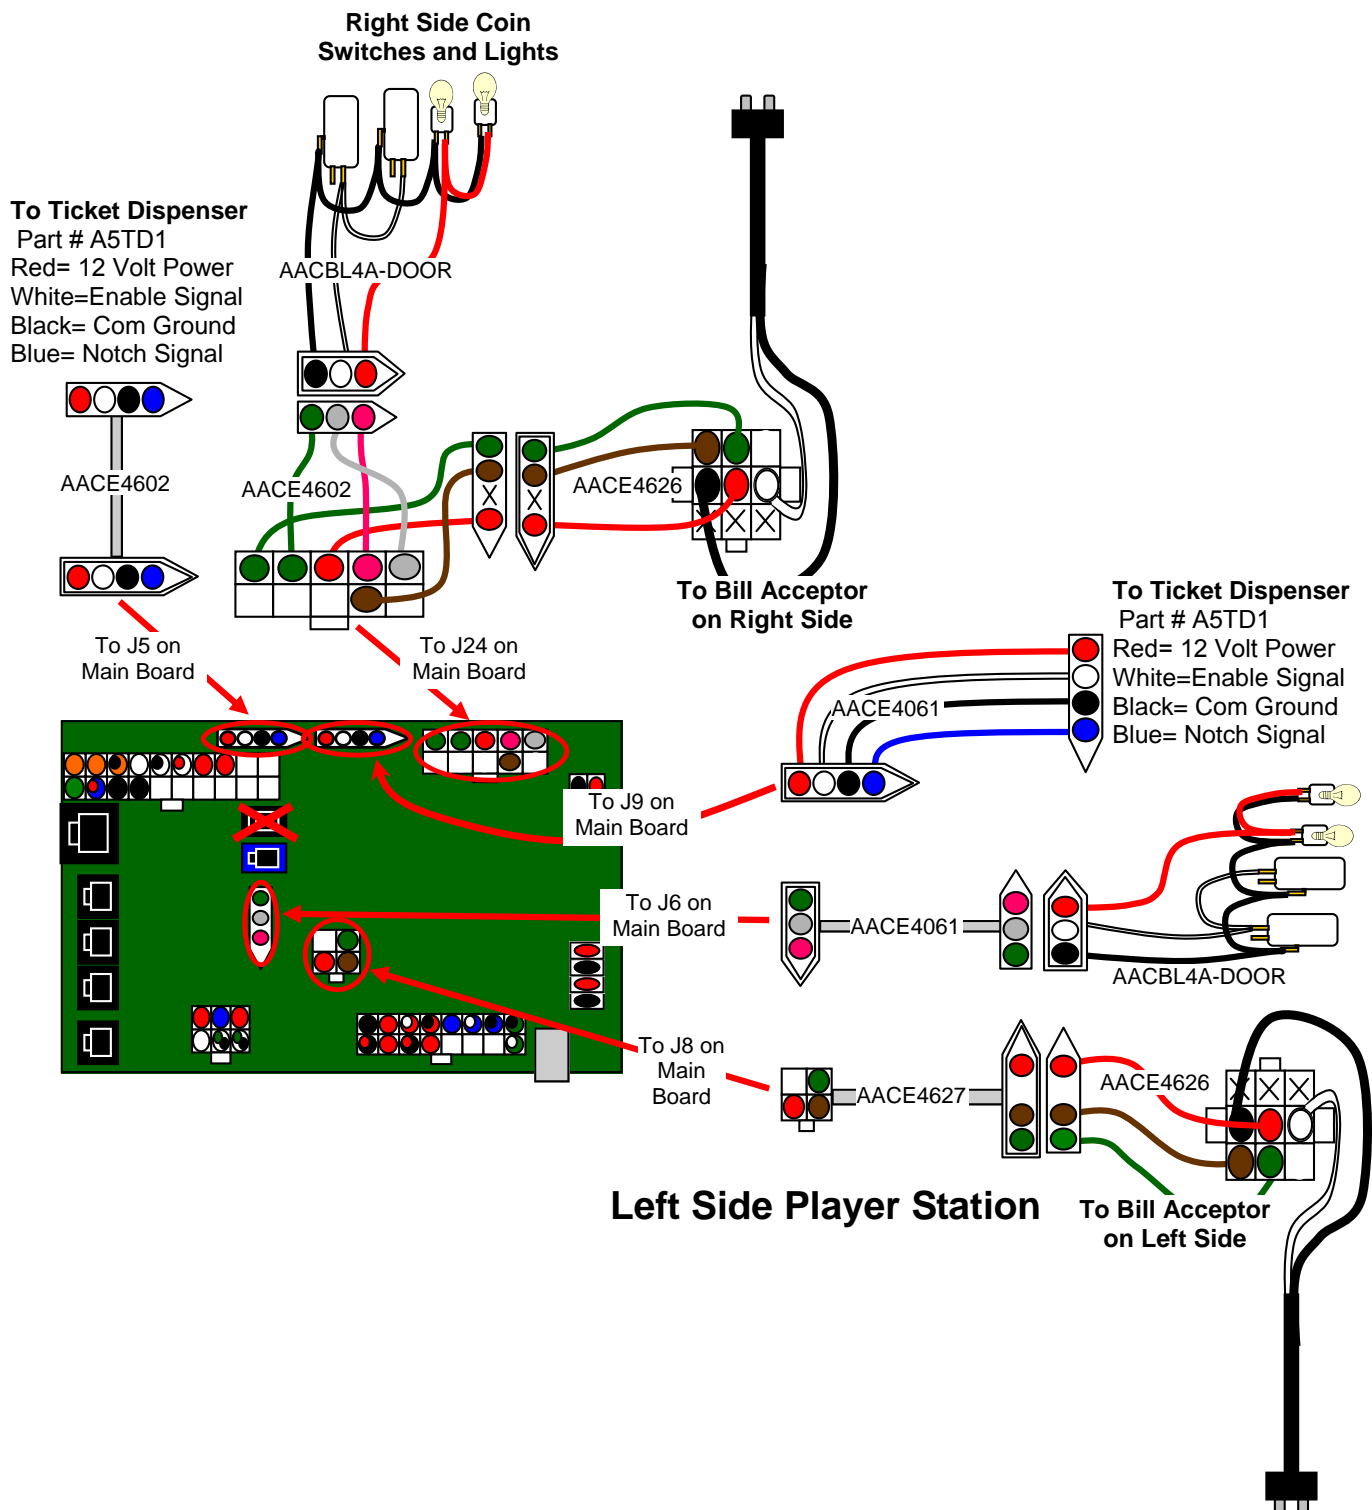 Right Side Coin
Switches and Lights
To Ticket Dispenser
Part # A5TD1
Red= 12 Volt Power
White=Enable Signal
Black= Com Ground
Blue= Notch Signal
AACBL4A-DOOR
AACE4602
AACE4602
AACE4626
X
X
X X X
To Bill Acceptor
on Right Side
To J5 on
Main Board
To J24 on
Main Board
To Ticket Dispenser
Part # A5TD1
Red= 12 Volt Power
White=Enable Signal
Black= Com Ground
Blue= Notch Signal
AACE4061
To J9 on
Main Board
To J6 on
Main Board
AACE4061
AACBL4A-DOOR
To J8 on
Main
Board
AACE4627
AACE4626
X X X
Left Side Player Station
To Bill Acceptor
on Left Side